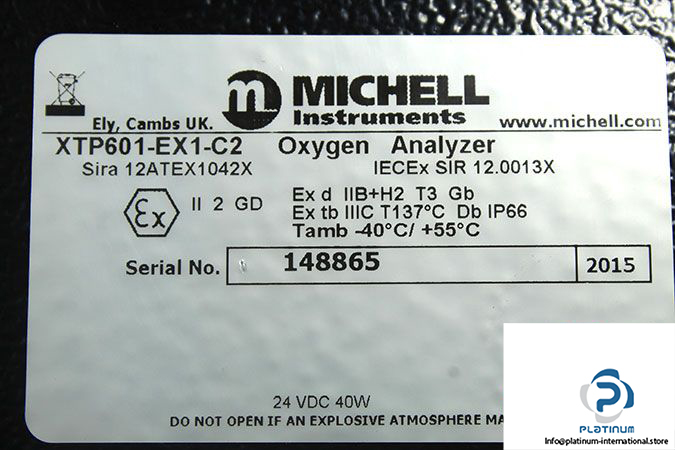 MICHELL
Instruments
Ely, Cambs UK.
www.michell.com
XTP601-EX1-C2 Oxygen Analyzer
Sira 12ATEX1042X IECEx SIR 12.0013X
Ex II 2 GD
Ex d IIB+H2 T3 Gb
Ex tb IIIC T137°C Db IP66
Tamb -40°C/ +55°C
Serial No. 148865 2015
24 VDC 40W
DO NOT OPEN IF AN EXPLOSIVE ATMOSPHERE MA
PLATINUM
Info@platinum-international.store